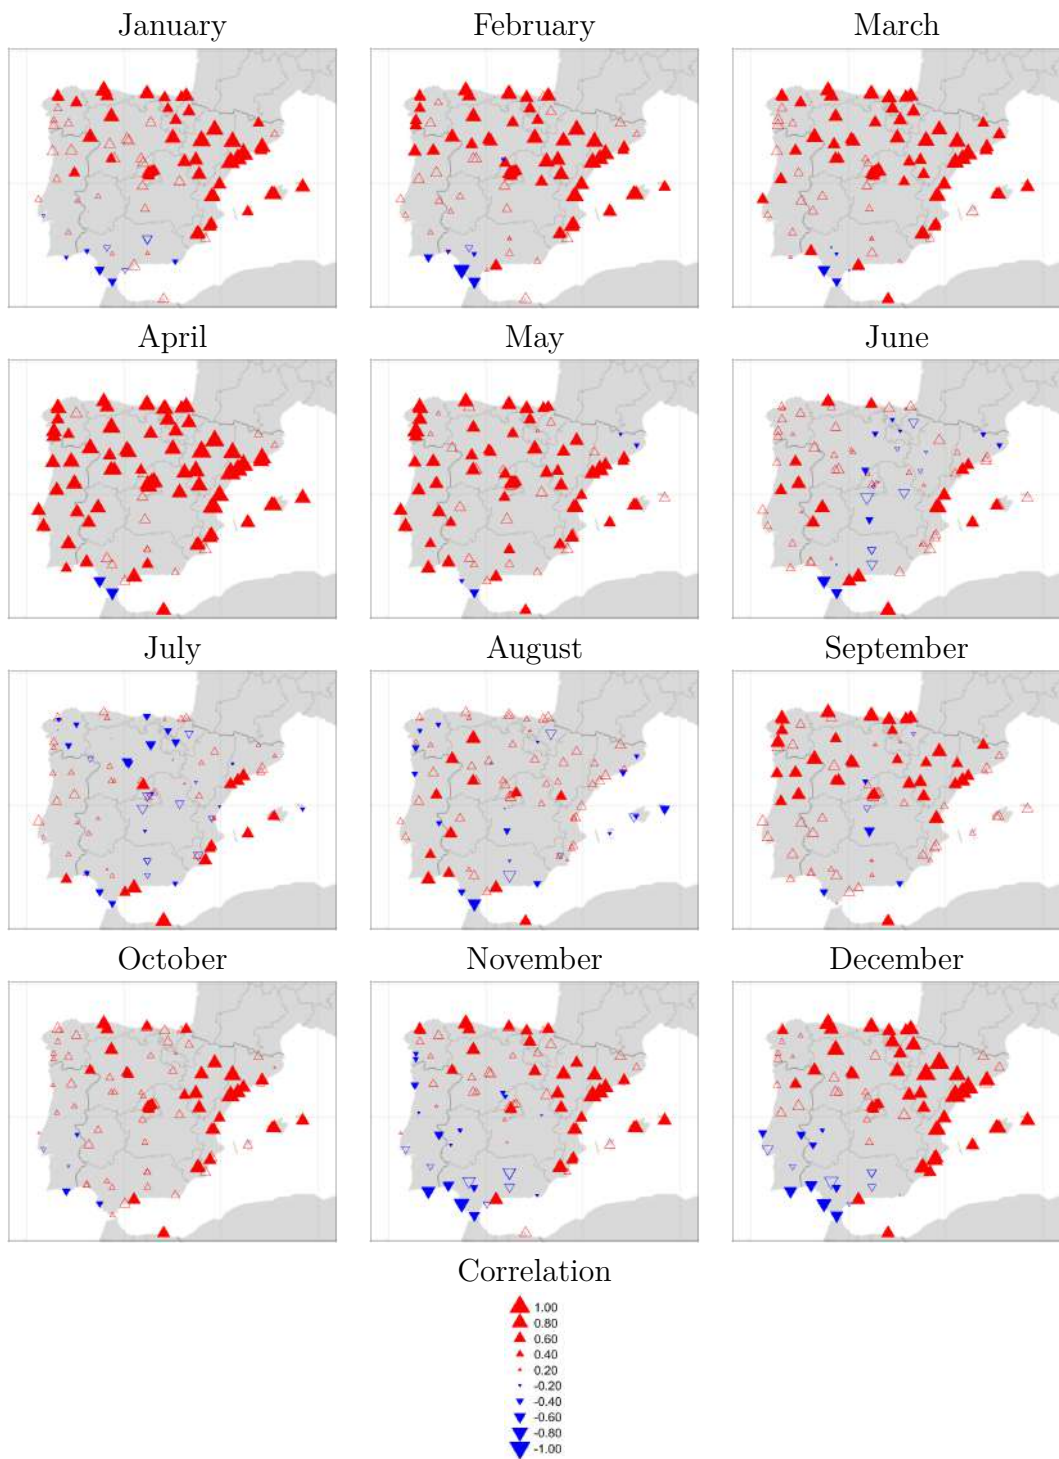 January February March
April May June
July August September
October November December
Correlation
1.00
0.80
0.60
0.40
0.20
-0.20
-0.40
-0.60
-0.80
-1.00